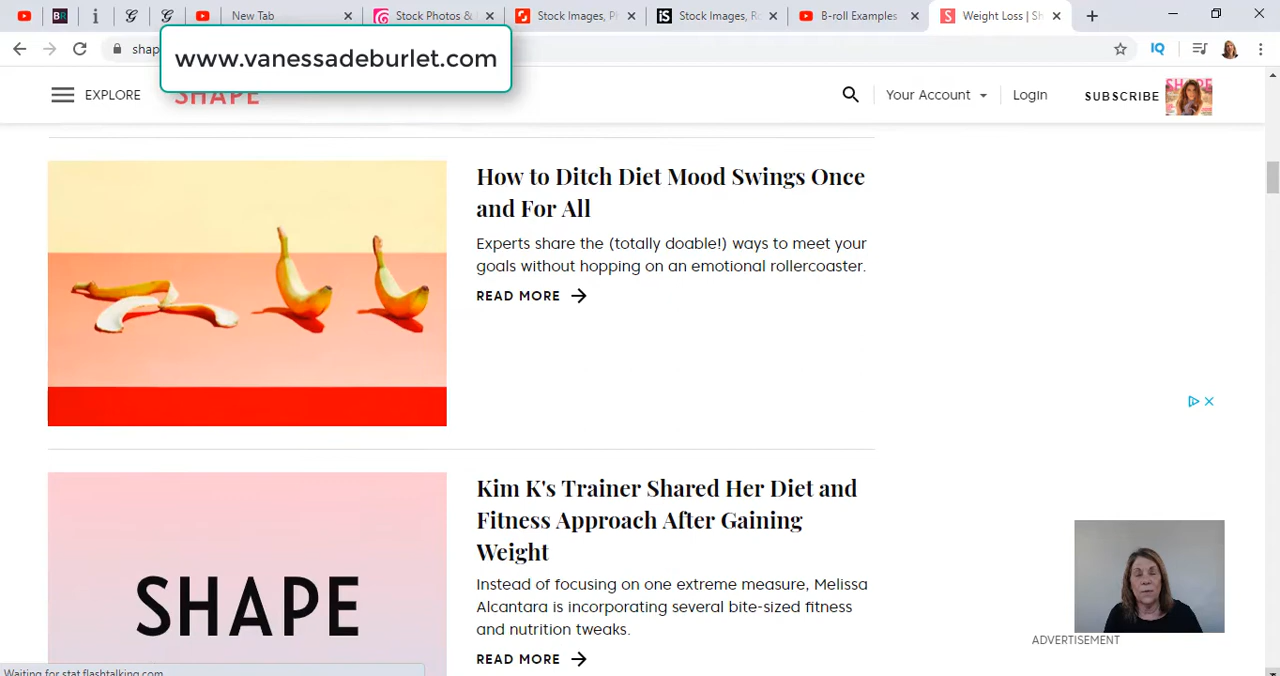 New Tab
Stock Photos &
Stock Images, P
Stock Images, R
B-roll Examples
Weight Loss | Sh
shap
www.vanessadeburlet.com
EXPLORE
SHAPE
Your Account
Login
SUBSCRIBE
SHAPE
How to Ditch Diet Mood Swings Once
and For All
Experts share the (totally doable!) ways to meet your
goals without hopping on an emotional rollercoaster.
READ MORE
Kim K's Trainer Shared Her Diet and
Fitness Approach After Gaining
Weight
SHAPE
Instead of focusing on one extreme measure, Melissa
Alcantara is incorporating several bite-sized fitness
and nutrition tweaks.
READ MORE
ADVERTISEMENT
Waiting for stat.flashtalking.com